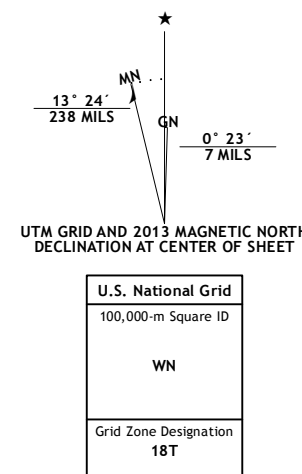 ★
MN
13° 24´
238 MILS
GN
0° 23´
7 MILS
UTM GRID AND 2013 MAGNETIC NORTH
DECLINATION AT CENTER OF SHEET
U.S. National Grid
100,000-m Square ID
WN
Grid Zone Designation
18T